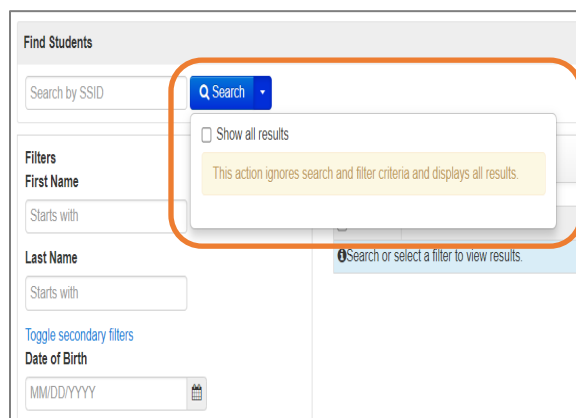 Find Students
Search by SSID
Search
Show all results
This action ignores search and filter criteria and displays all results.
Filters
First Name
Starts with
Last Name
Starts with
Search or select a filter to view results.
Toggle secondary filters
Date of Birth
MM/DD/YYYY